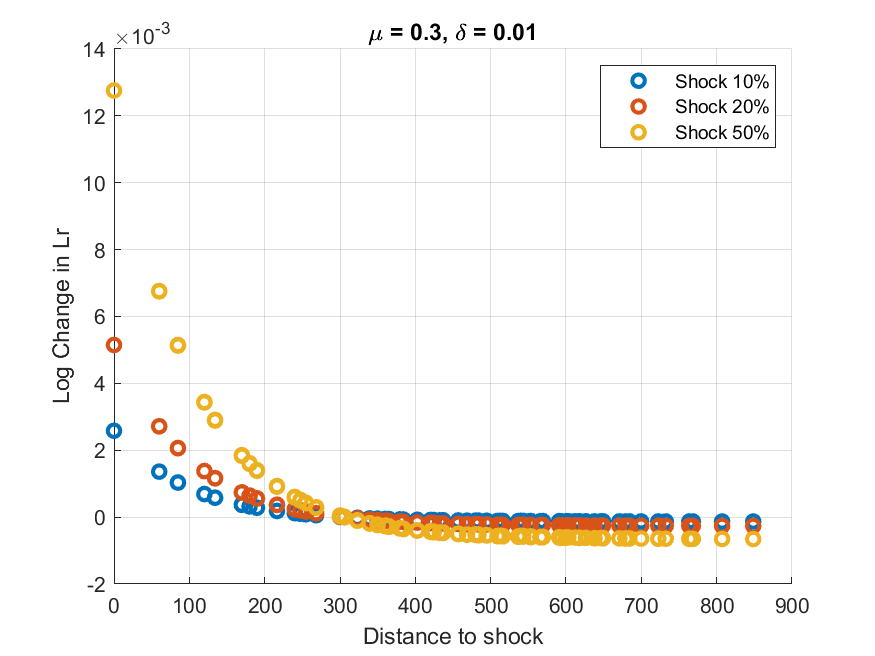 ×10⁻³
μ = 0.3, δ = 0.01
14
12
10
8
6
4
2
0
-2
Log Change in Lr
Shock 10%
Shock 20%
Shock 50%
0 100 200 300 400 500 600 700 800 900
Distance to shock